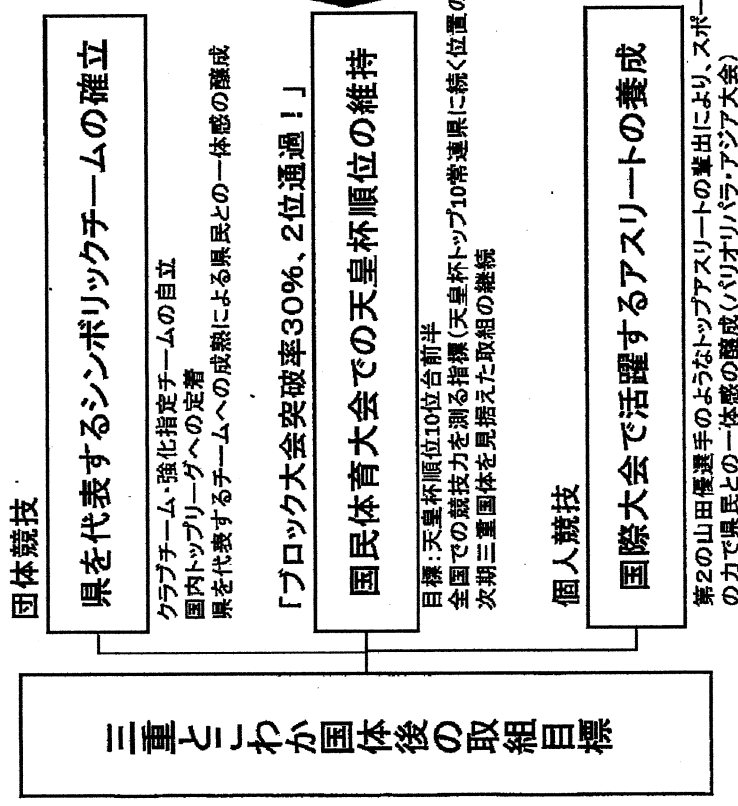 三重とこわか国体後の取組目標
団体競技
県を代表するシンボリックチームの確立
クラブチーム・強化指定チームの自立
国内トップリーグへの定着
県を代表するチームへの成熟による県民との一体感の醸成
「ブロック大会突破率30%、2位通過！」
国民体育大会での天皇杯順位の維持
目標：天皇杯順位10位台前半
全国での競技力を測る指標（天皇杯トップ10常連県に続く位置の
次期三重国体を見据えた取組の継続
個人競技
国際大会で活躍するアスリートの養成
第2の山田優選手のようなトップアスリートの輩出により、スポー
の力で県民との一体感の醸成（パリオリパラ・アジア大会）